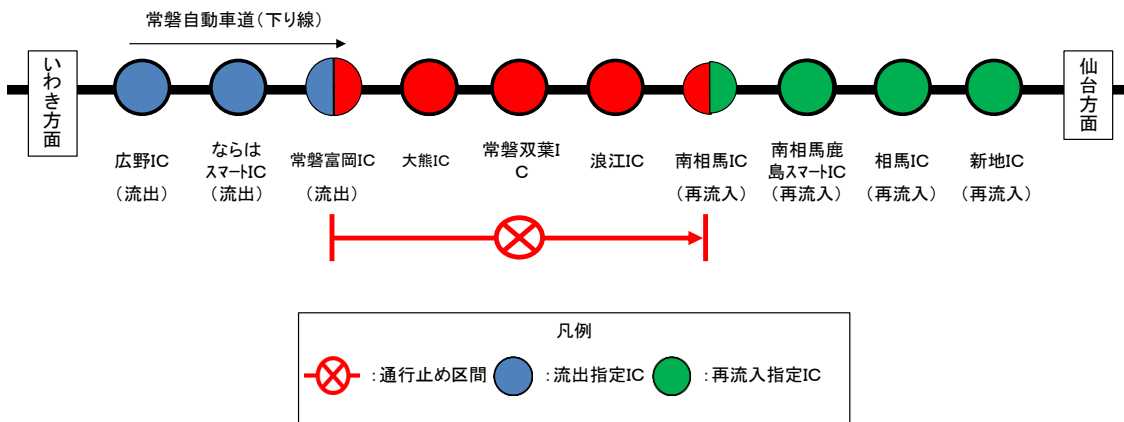 常磐自動車道(下り線)
いわき方面
仙台方面
広野IC
(流出)
ならは
スマートIC
(流出)
常磐富岡IC
(流出)
大熊IC
常磐双葉I
C
浪江IC
南相馬IC
(再流入)
南相馬鹿
島スマートIC
(再流入)
相馬IC
(再流入)
新地IC
(再流入)
凡例
:通行止め区間
:流出指定IC
:再流入指定IC